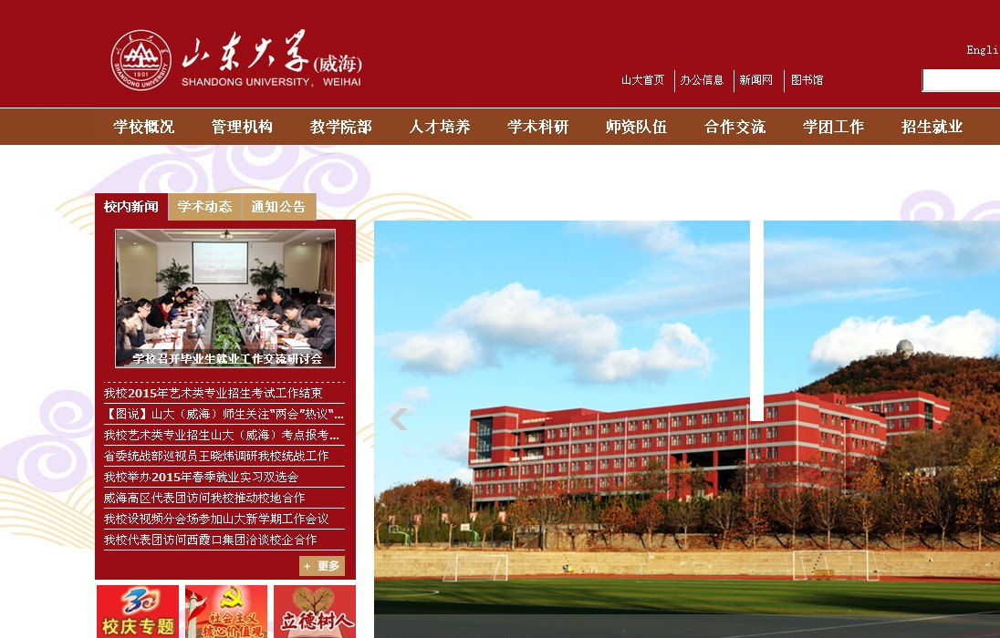 山东大学(威海)
SHANDONG UNIVERSITY, WEIHAI
1901
Engli
山大首页 办公信息 新闻网 图书馆
学校概况 管理机构 教学院部 人才培养 学术科研 师资队伍 合作交流 学团工作 招生就业
校内新闻 学术动态 通知公告
学校召开毕业生就业工作交流研讨会
我校2015年艺术类专业招生考试工作结束
【图说】山大（威海）师生关注“两会”热议“...
我校艺术类专业招生山大（威海）考点报考...
省委统战部巡视员王晓炜调研我校统战工作
我校举办2015年春季就业实习双选会
威海高区代表团访问我校推动校地合作
我校设视频分会场参加山大新学期工作会议
我校代表团访问西霞口集团洽谈校企合作
+ 更多
30
校庆专题
社会主义
核心价值观
立德树人